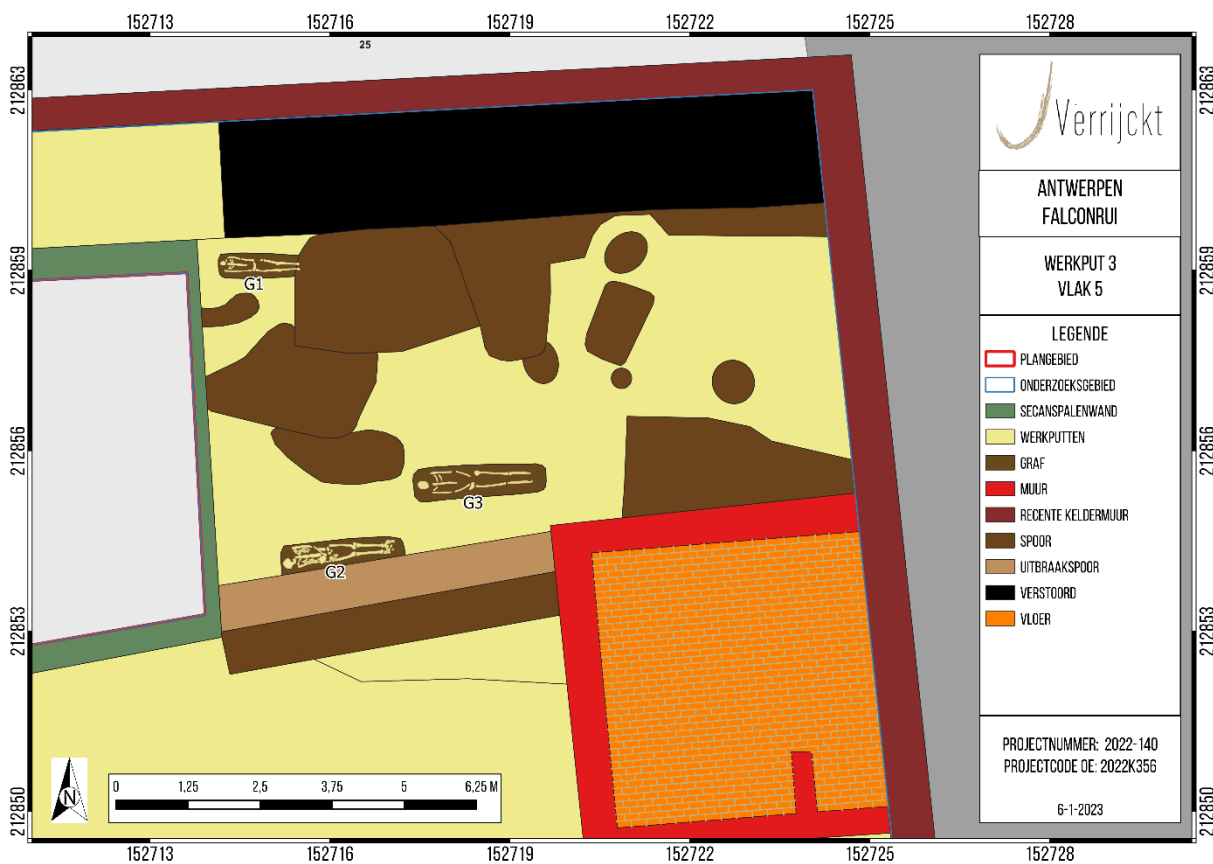 152713 152716 152719 152722 152725 152728
25
212863
212863
Verrijckt
ANTWERPEN
FALCONRUI
WERKPUT 3
VLAK 5
212859
212859
G1
LEGENDE
PLANGEBIED
ONDERZOEKSGEBIED
SECANSPALENWAND
WERKPUTTEN
GRAF
MUUR
RECENTE KELDERMUUR
SPOOR
UITBRAAKSPOOR
VERSTOORD
VLOER
212856
212856
G3
G2
212853
212853
PROJECTNUMMER: 2022-140
PROJECTCODE OE: 2022K356
6-1-2023
N
0 1,25 2,5 3,75 5 6,25 M
212850
212850
152713 152716 152719 152722 152725 152728